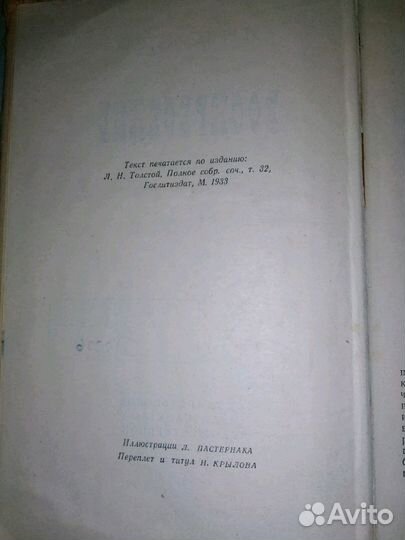 Текст печатается по изданию:
Л. Н. Толстой, Полное собр. соч., т. 32,
Гослитиздат, М. 1933
Иллюстрации Л. ПАСТЕРНАКА
Переплет и титул Н. КРЫЛОВА
Avito